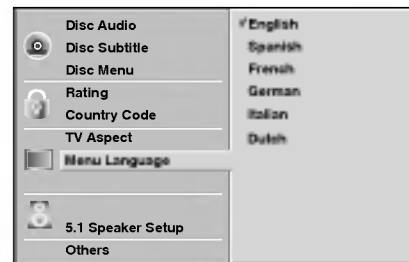 Disc Audio
Disc Subtitle
Disc Menu
Rating
Country Code
TV Aspect
Menu Language
5.1 Speaker Setup
Others
✓English
Spanish
French
German
Italian
Dutch